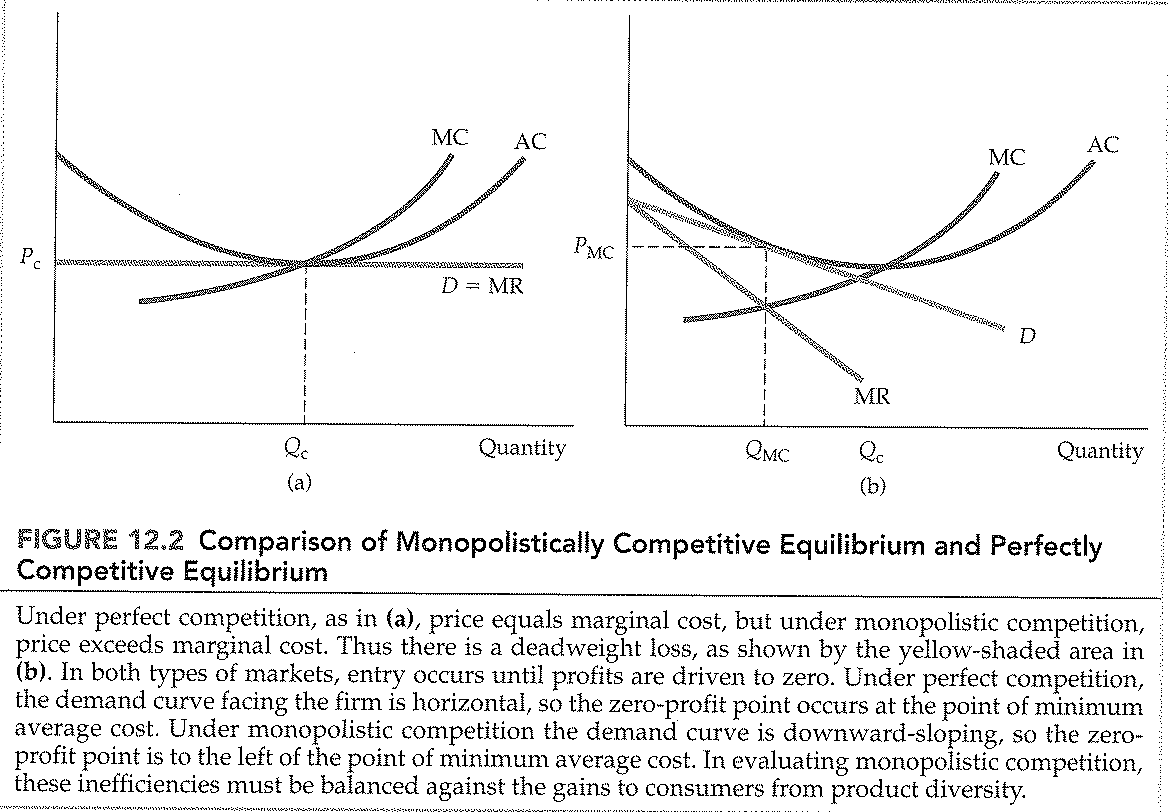 MC
AC
P_c
D = MR
Q_c
Quantity
(a)
MC
AC
P_MC
D
MR
Q_MC
Q_c
Quantity
(b)
FIGURE 12.2 Comparison of Monopolistically Competitive Equilibrium and Perfectly
Competitive Equilibrium
Under perfect competition, as in (a), price equals marginal cost, but under monopolistic competition,
price exceeds marginal cost. Thus there is a deadweight loss, as shown by the yellow-shaded area in
(b). In both types of markets, entry occurs until profits are driven to zero. Under perfect competition,
the demand curve facing the firm is horizontal, so the zero-profit point occurs at the point of minimum
average cost. Under monopolistic competition the demand curve is downward-sloping, so the zero-
profit point is to the left of the point of minimum average cost. In evaluating monopolistic competition,
these inefficiencies must be balanced against the gains to consumers from product diversity.